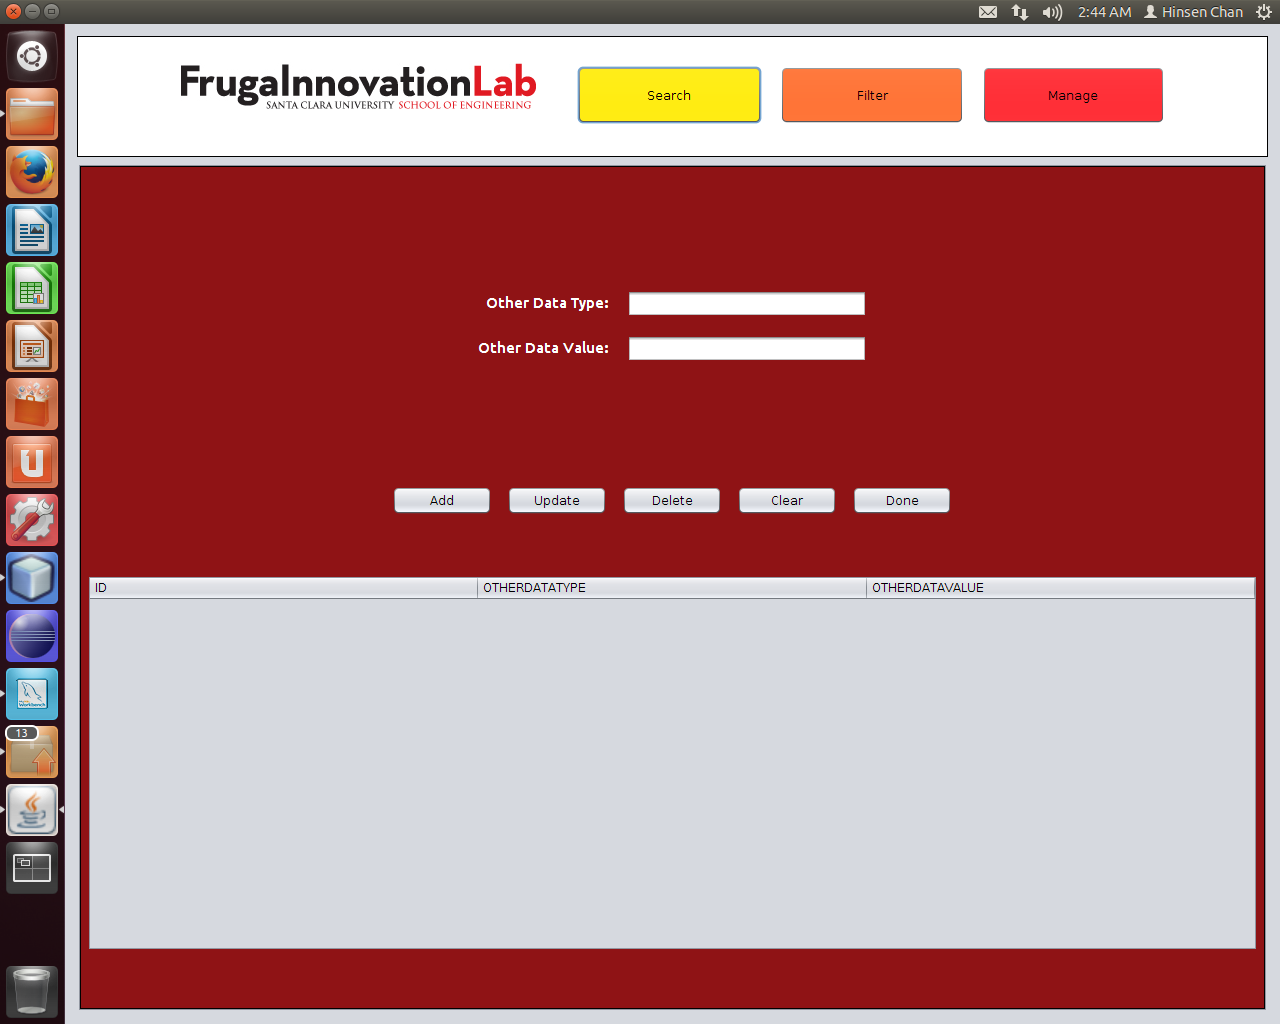 2:44 AM Hinsen Chan
FrugalInnovationLab
SANTA CLARA UNIVERSITY SCHOOL OF ENGINEERING
Search Filter Manage
Other Data Type:
Other Data Value:
Add Update Delete Clear Done
ID OTHERDATATYPE OTHERDATAVALUE
Workbench
13